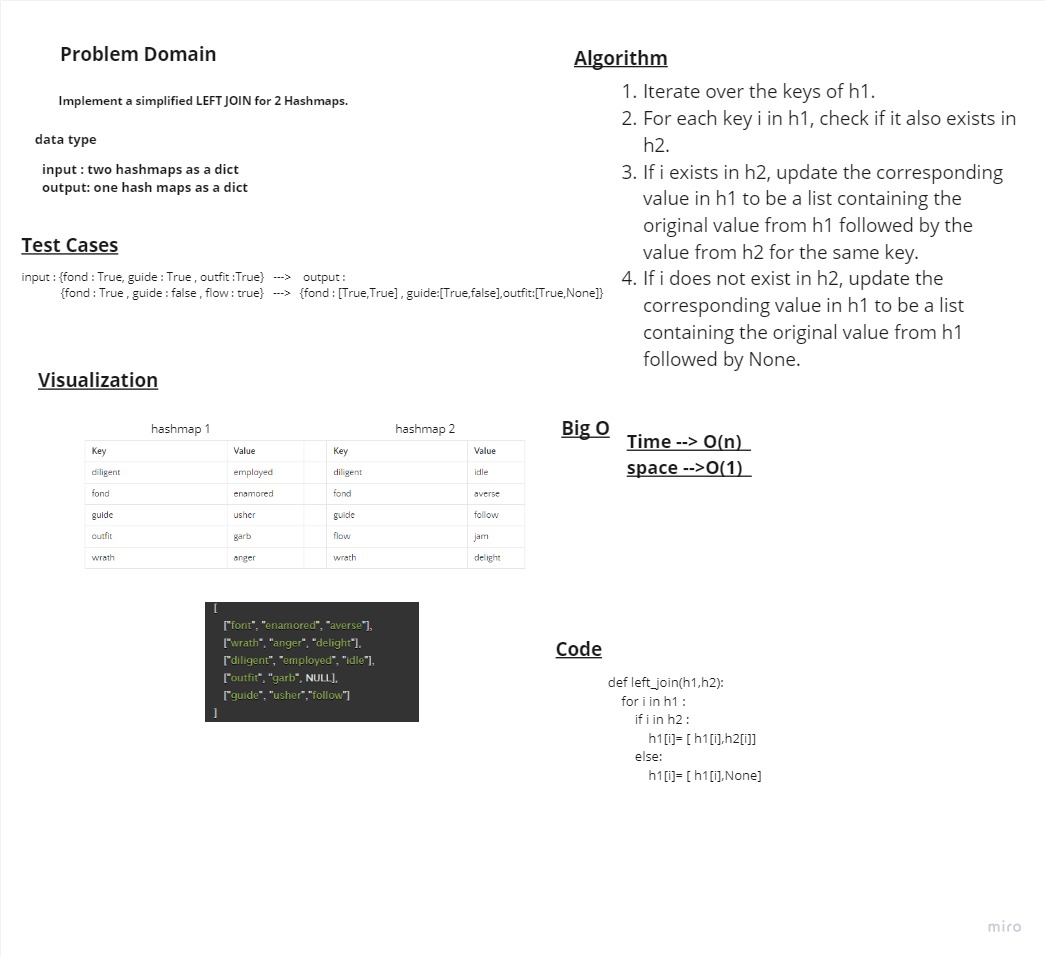 Problem Domain
Implement a simplified LEFT JOIN for 2 Hashmaps.
data type
input : two hashmaps as a dict
output: one hash maps as a dict
Test Cases
input : {fond : True, guide : True , outfit :True} ---> output :
{fond : True , guide : false , flow : true} ---> {fond : [True,True] , guide:[True,false],outfit:[True,None]}
Visualization
hashmap 1 hashmap 2
Key Value Key Value
diligent employed diligent idle
fond enamored fond averse
guide usher guide follow
outfit garb flow jam
wrath anger wrath delight
[
["font", "enamored", "averse"],
["wrath", "anger", "delight"],
["diligent", "employed", "idle"],
["outfit", "garb", NULL],
["guide", "usher","follow"]
]
Algorithm
1. Iterate over the keys of h1.
2. For each key i in h1, check if it also exists in
h2.
3. If i exists in h2, update the corresponding
value in h1 to be a list containing the
original value from h1 followed by the
value from h2 for the same key.
4. If i does not exist in h2, update the
corresponding value in h1 to be a list
containing the original value from h1
followed by None.
Big O
Time --> O(n)
space -->O(1)
Code
def left_join(h1,h2):
for i in h1 :
if i in h2 :
h1[i]= [ h1[i],h2[i]]
else:
h1[i]= [ h1[i],None]
miro